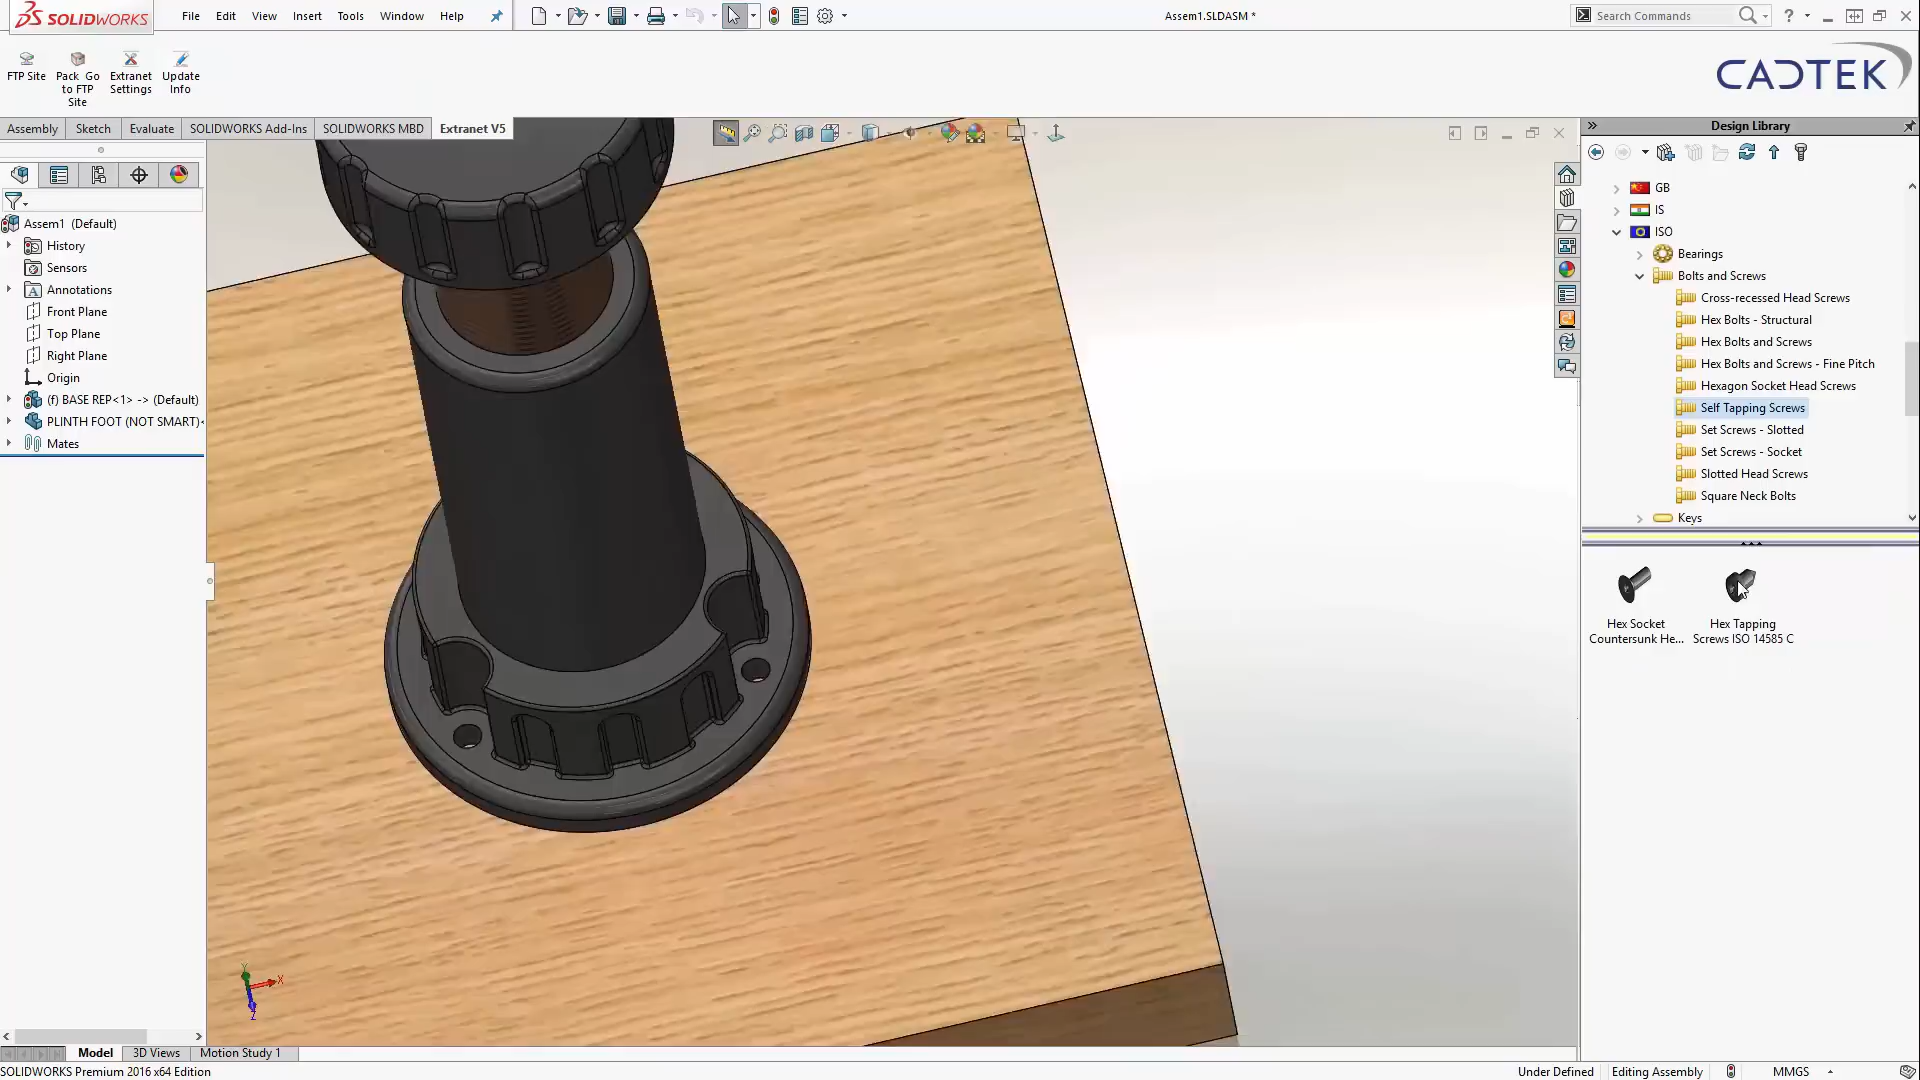 SOLIDWORKS
File Edit View Insert Tools Window Help
Assem1.SLDASM *
Search Commands
FTP Site
Pack Go to FTP Site
Extranet Settings
Update Info
CADTEK
Assembly Sketch Evaluate SOLIDWORKS Add-Ins SOLIDWORKS MBD Extranet V5
Design Library
Assem1 (Default)
History
Sensors
Annotations
Front Plane
Top Plane
Right Plane
Origin
(f) BASE REP<1> -> (Default)
PLINTH FOOT (NOT SMART)<
Mates
GB
IS
ISO
Bearings
Bolts and Screws
Cross-recessed Head Screws
Hex Bolts - Structural
Hex Bolts and Screws
Hex Bolts and Screws - Fine Pitch
Hexagon Socket Head Screws
Self Tapping Screws
Set Screws - Slotted
Set Screws - Socket
Slotted Head Screws
Square Neck Bolts
Keys
Hex Socket
Countersunk He...
Hex Tapping
Screws ISO 14585 C
Y
X
Z
Model 3D Views Motion Study 1
SOLIDWORKS Premium 2016 x64 Edition
Under Defined Editing Assembly MMGS